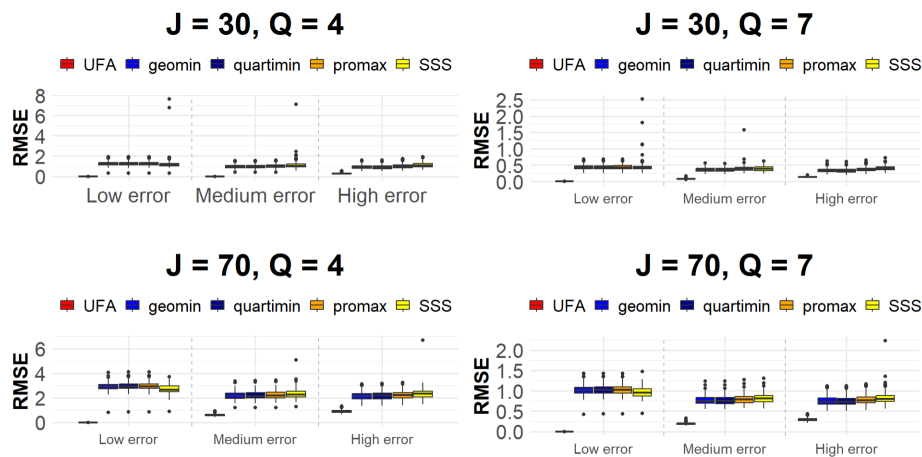 J = 30, Q = 4
UFA geomin quartimin promax SSS
RMSE
8
6
4
2
0
Low error Medium error High error
J = 30, Q = 7
UFA geomin quartimin promax SSS
RMSE
2.5
2.0
1.5
1.0
0.5
0.0
Low error Medium error High error
J = 70, Q = 4
UFA geomin quartimin promax SSS
RMSE
6
4
2
0
Low error Medium error High error
J = 70, Q = 7
UFA geomin quartimin promax SSS
RMSE
2.0
1.5
1.0
0.5
0.0
Low error Medium error High error